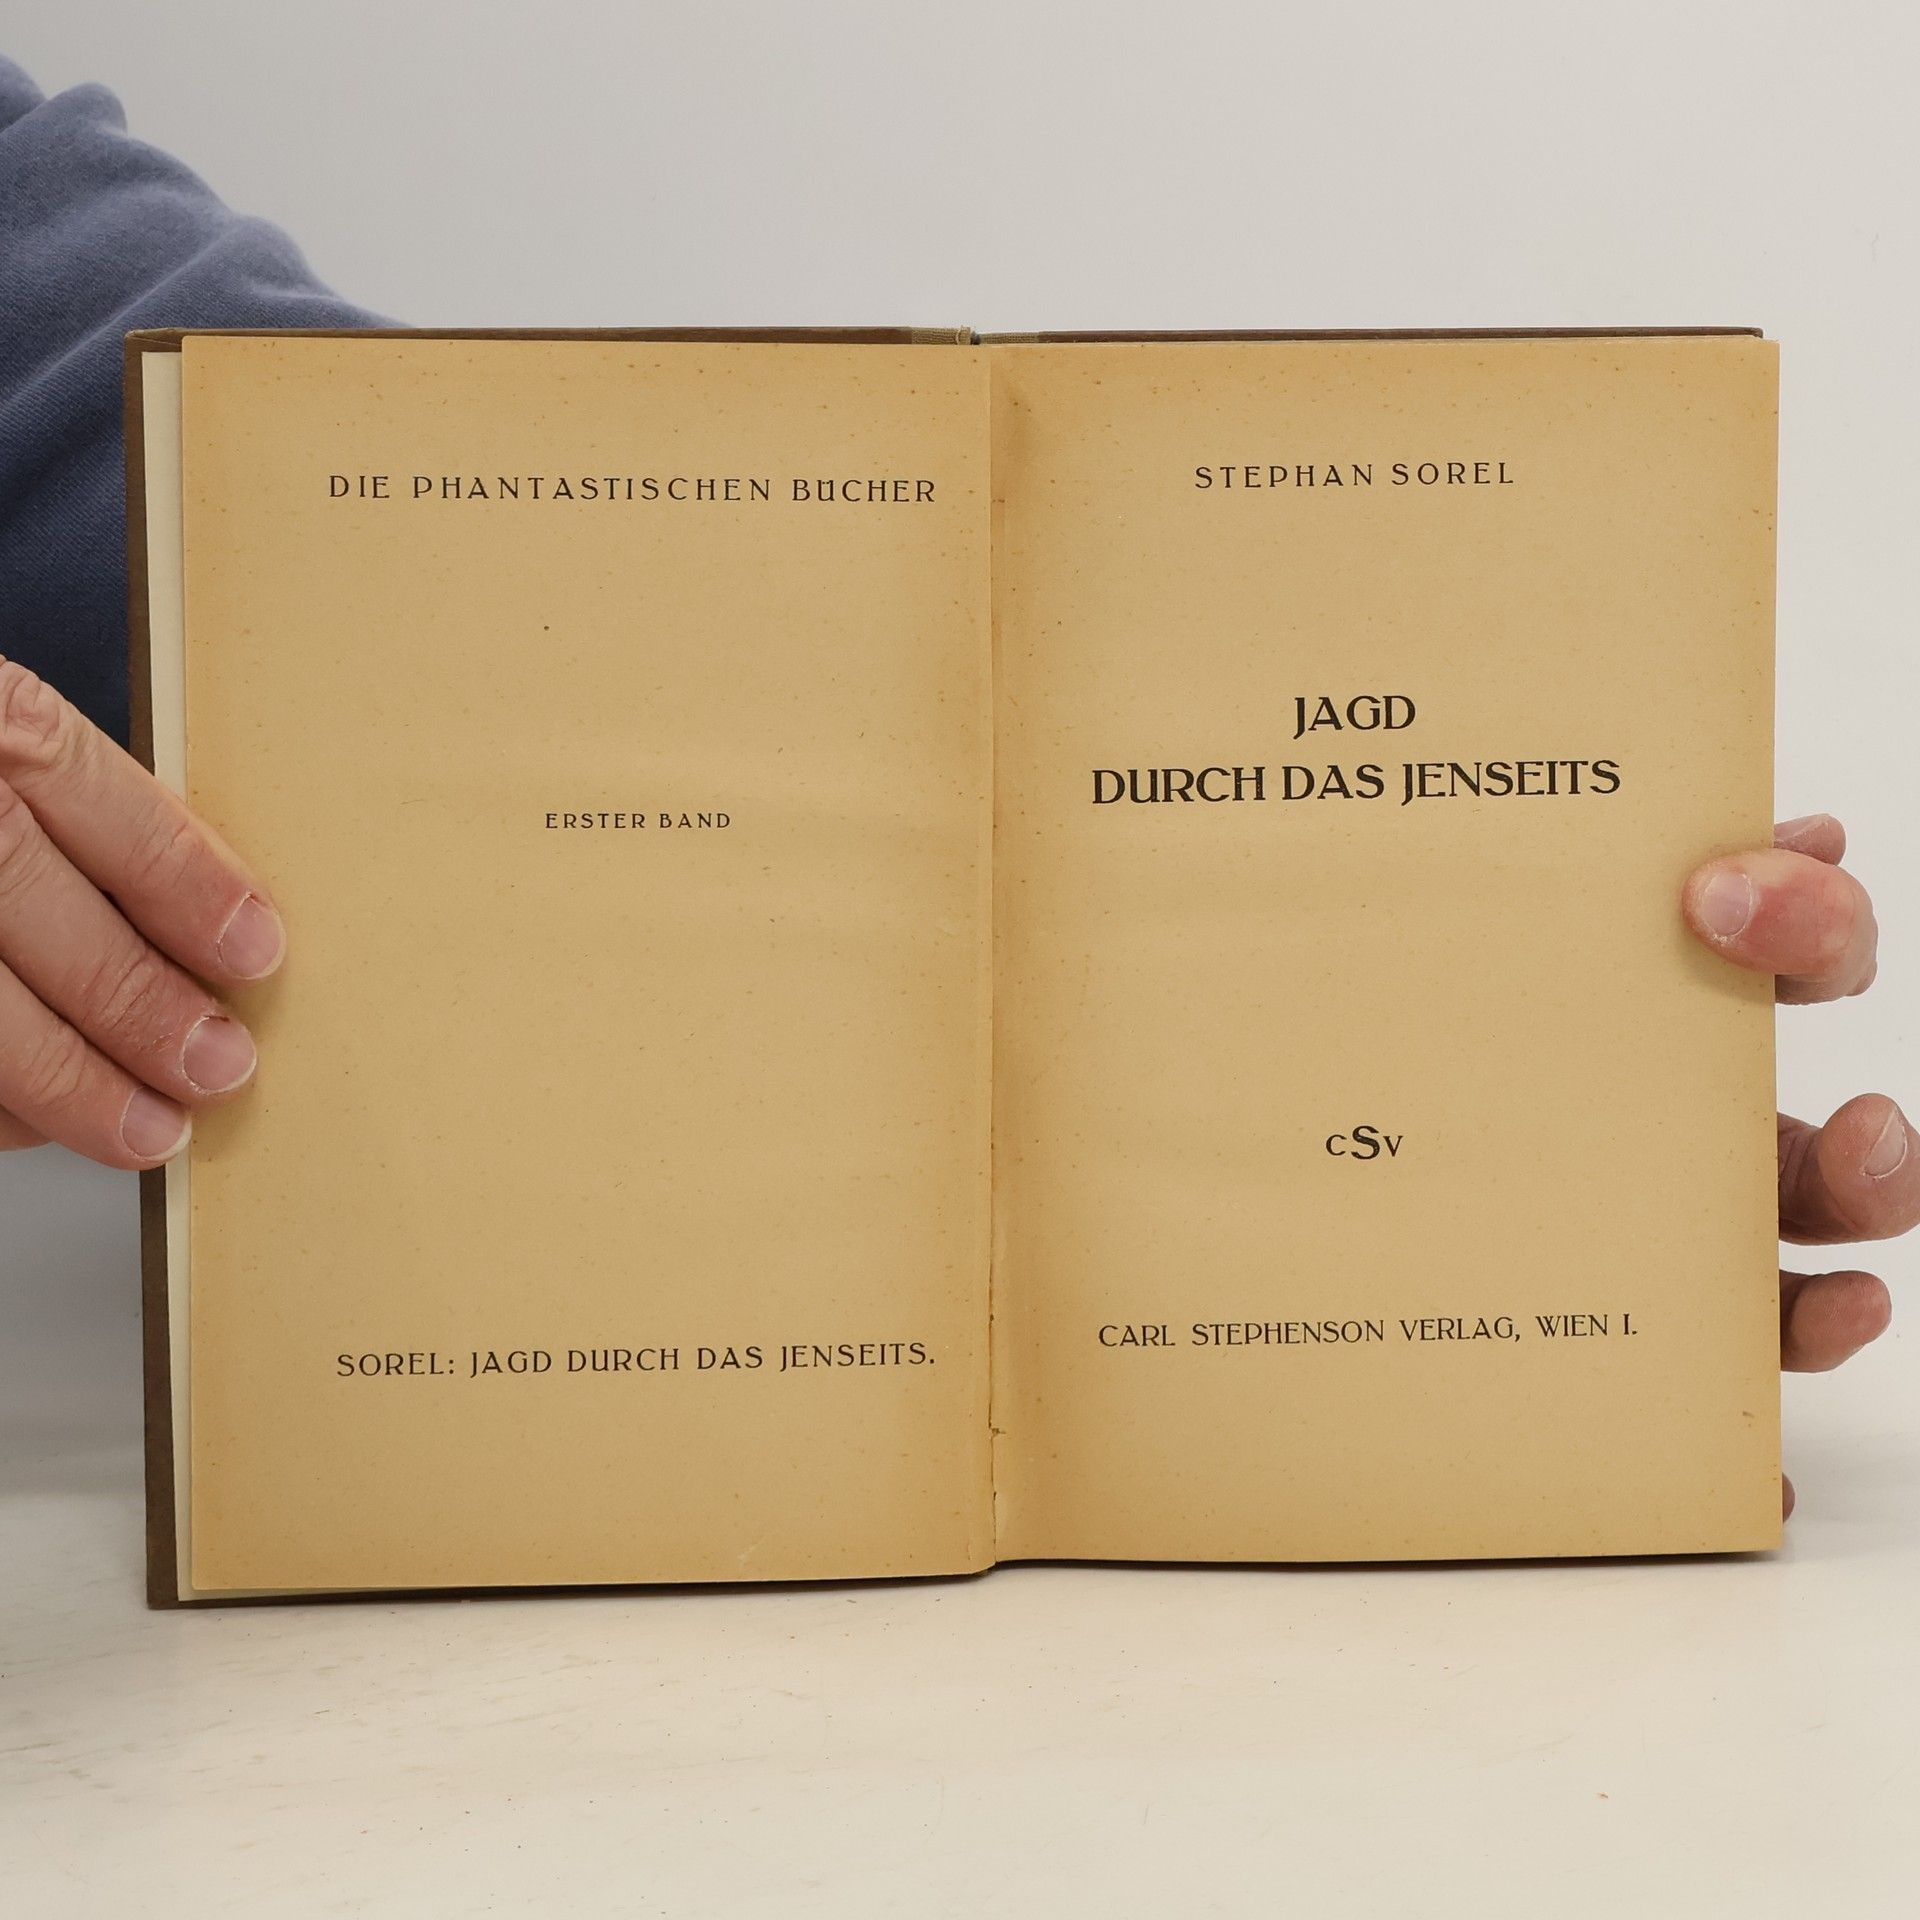 DIE PHANTASTISCHEN BÜCHER
ERSTER BAND
SOREL: JAGD DURCH DAS JENSEITS.
STEPHAN SOREL
JAGD
DURCH DAS JENSEITS
cSv
CARL STEPHENSON VERLAG, WIEN I.